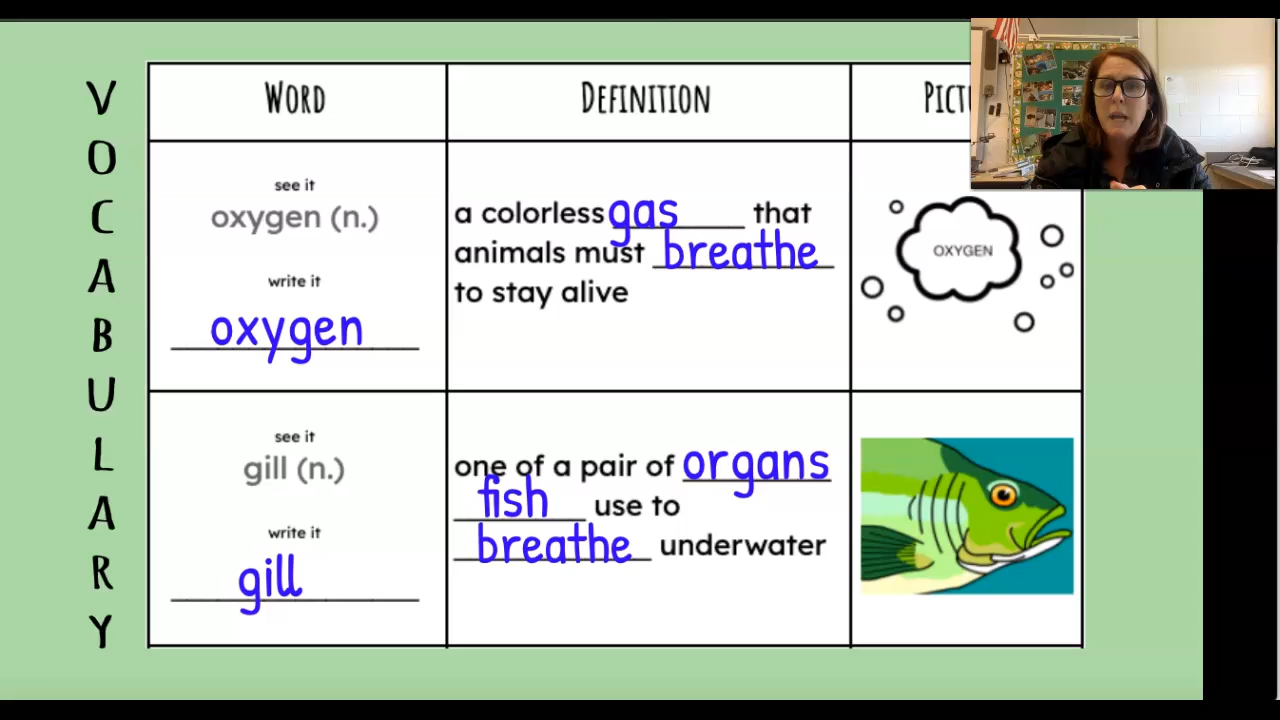 VOCABULARY
WORD
DEFINITION
see it
oxygen (n.)
write it
oxygen
a colorless gas that
animals must breathe
to stay alive
OXYGEN
see it
gill (n.)
write it
gill
one of a pair of organs
fish use to
breathe underwater